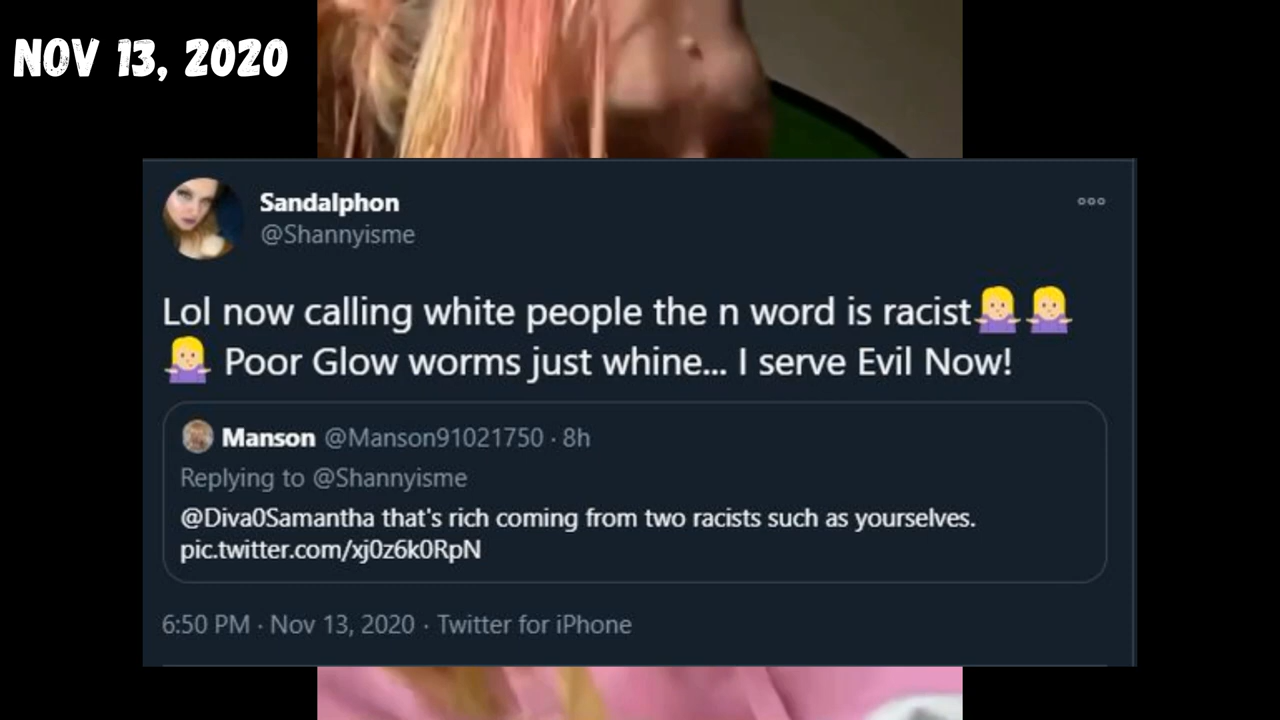 NOV 13, 2020
Sandalphon
@Shannyisme
Lol now calling white people the n word is racist🤷🏼‍♀️🤷🏼‍♀️
🤷🏼‍♀️ Poor Glow worms just whine... I serve Evil Now!
Manson @Manson91021750 · 8h
Replying to @Shannyisme
@Diva0Samantha that's rich coming from two racists such as yourselves.
pic.twitter.com/xj0z6k0RpN
6:50 PM · Nov 13, 2020 · Twitter for iPhone